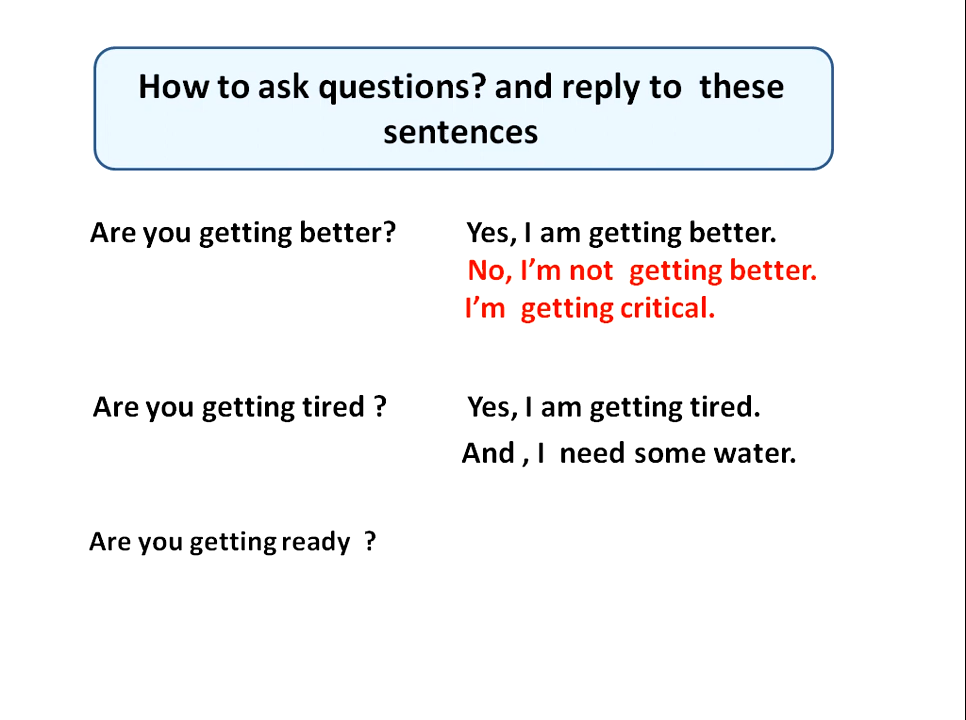 How to ask questions? and reply to these
sentences
Are you getting better? Yes, I am getting better.
No, I'm not getting better.
I'm getting critical.
Are you getting tired ? Yes, I am getting tired.
And , I need some water.
Are you getting ready ?